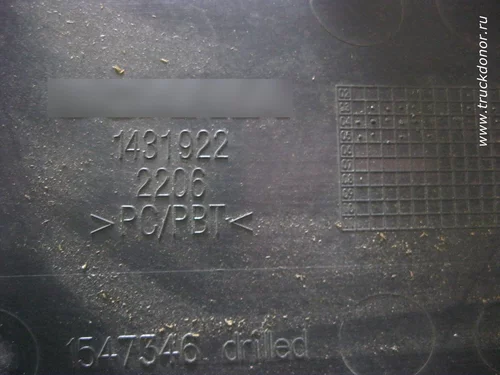 1431922
2206
>PC/PBT<
1547346 drilled
www.truckdonor.ru